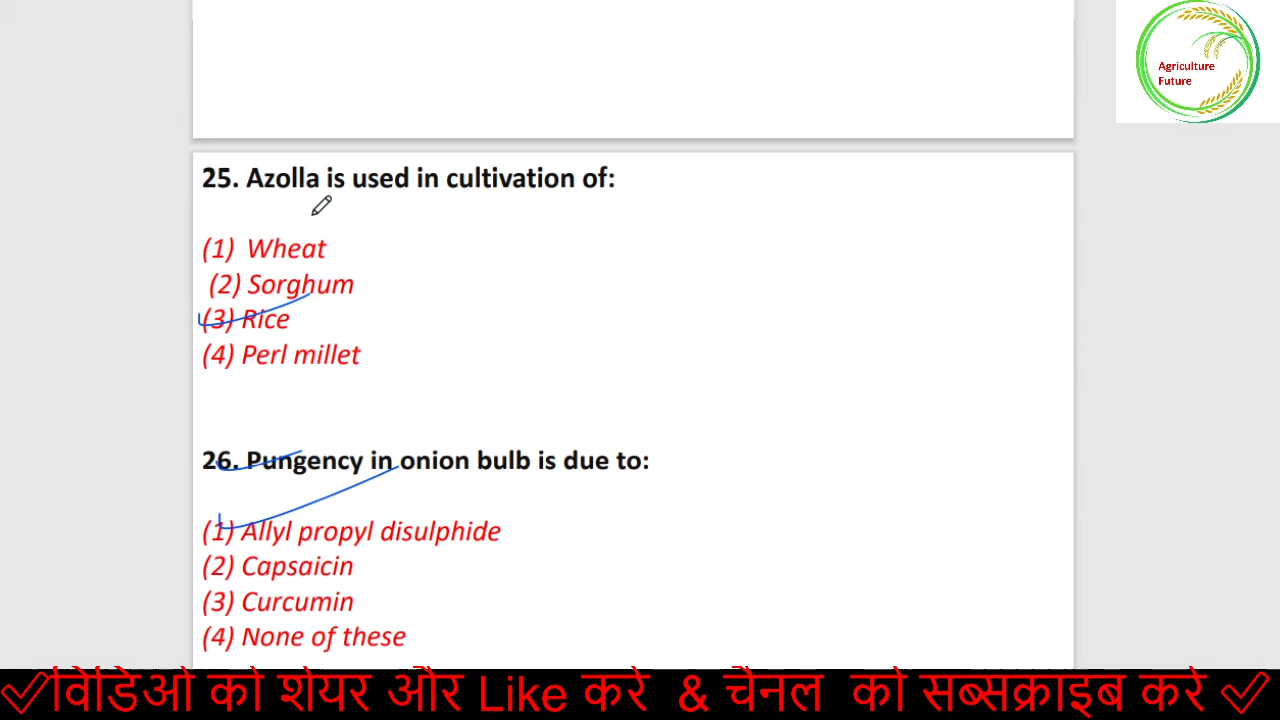 Agriculture
Future
25. Azolla is used in cultivation of:
(1) Wheat
(2) Sorghum
(3) Rice
(4) Perl millet
26. Pungency in onion bulb is due to:
(1) Allyl propyl disulphide
(2) Capsaicin
(3) Curcumin
(4) None of these
✓विडिओ को शेयर और Like करे & चैनल को सब्सक्राइब करे ✓